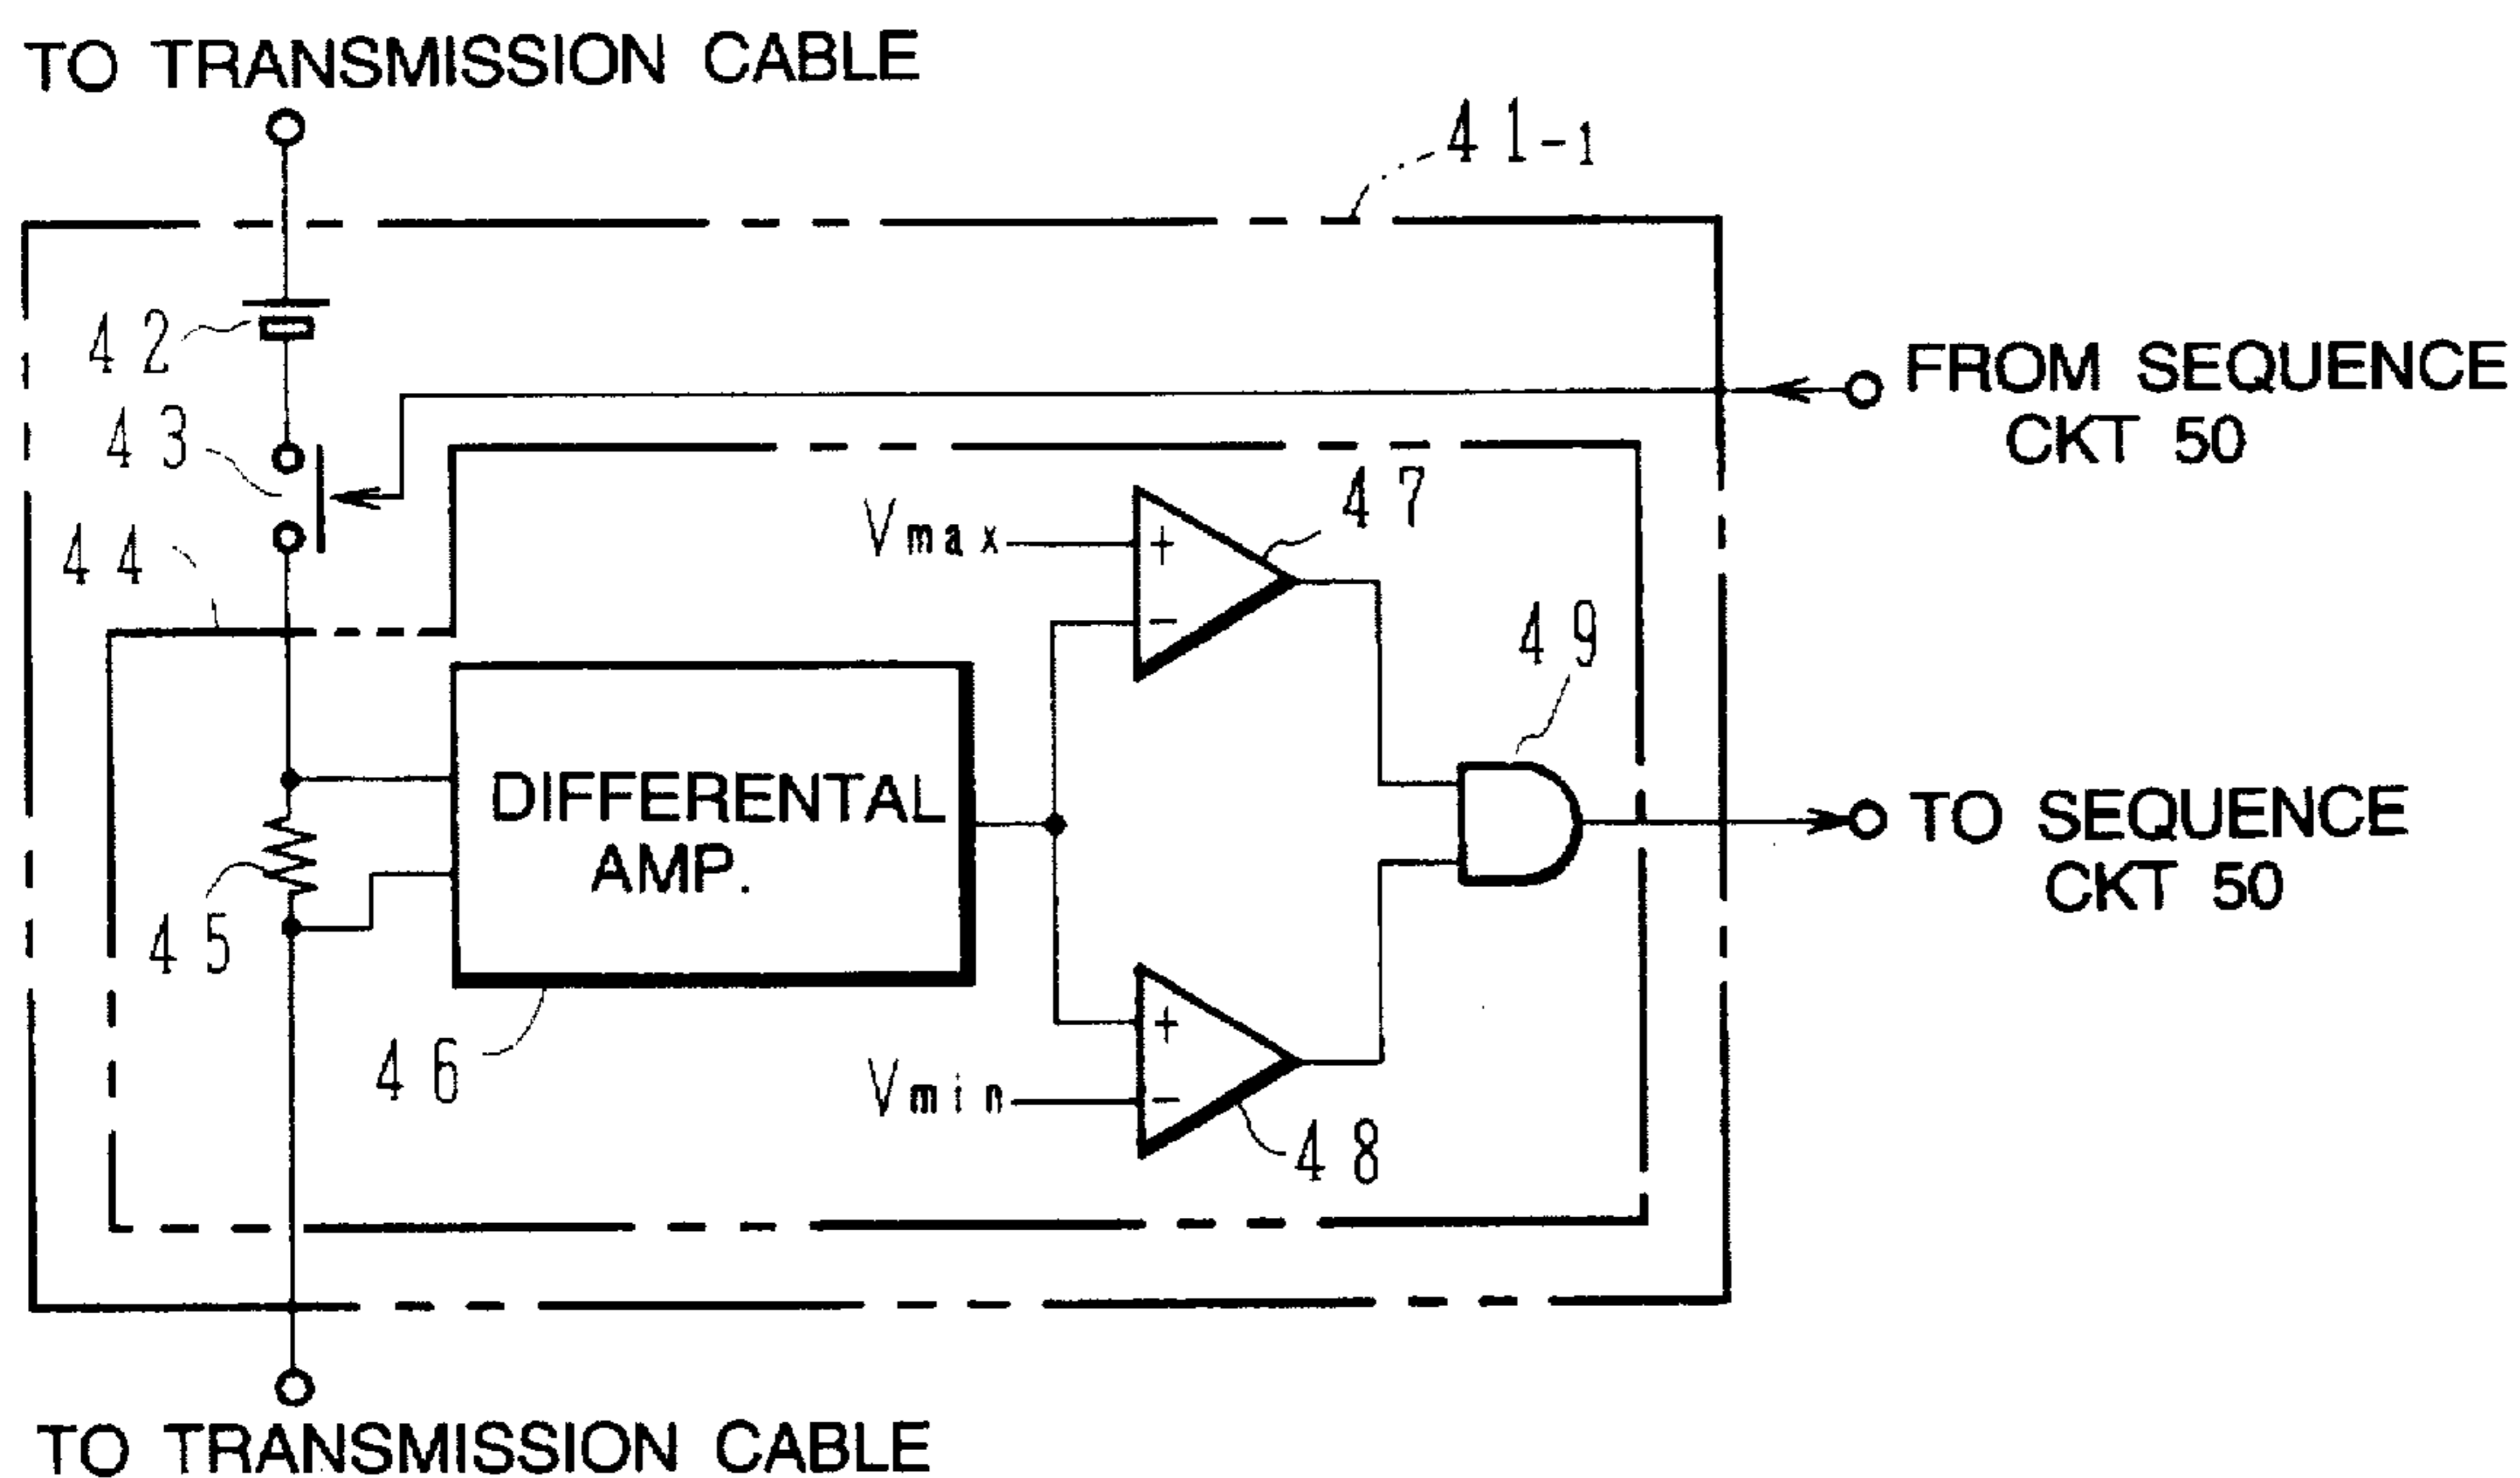 TO TRANSMISSION CABLE
41-1
42
FROM SEQUENCE
CKT 50
43
47
Vmax
+
−
44
49
DIFFERENTAL
AMP.
TO SEQUENCE
CKT 50
45
46
+
Vmin
−
48
TO TRANSMISSION CABLE